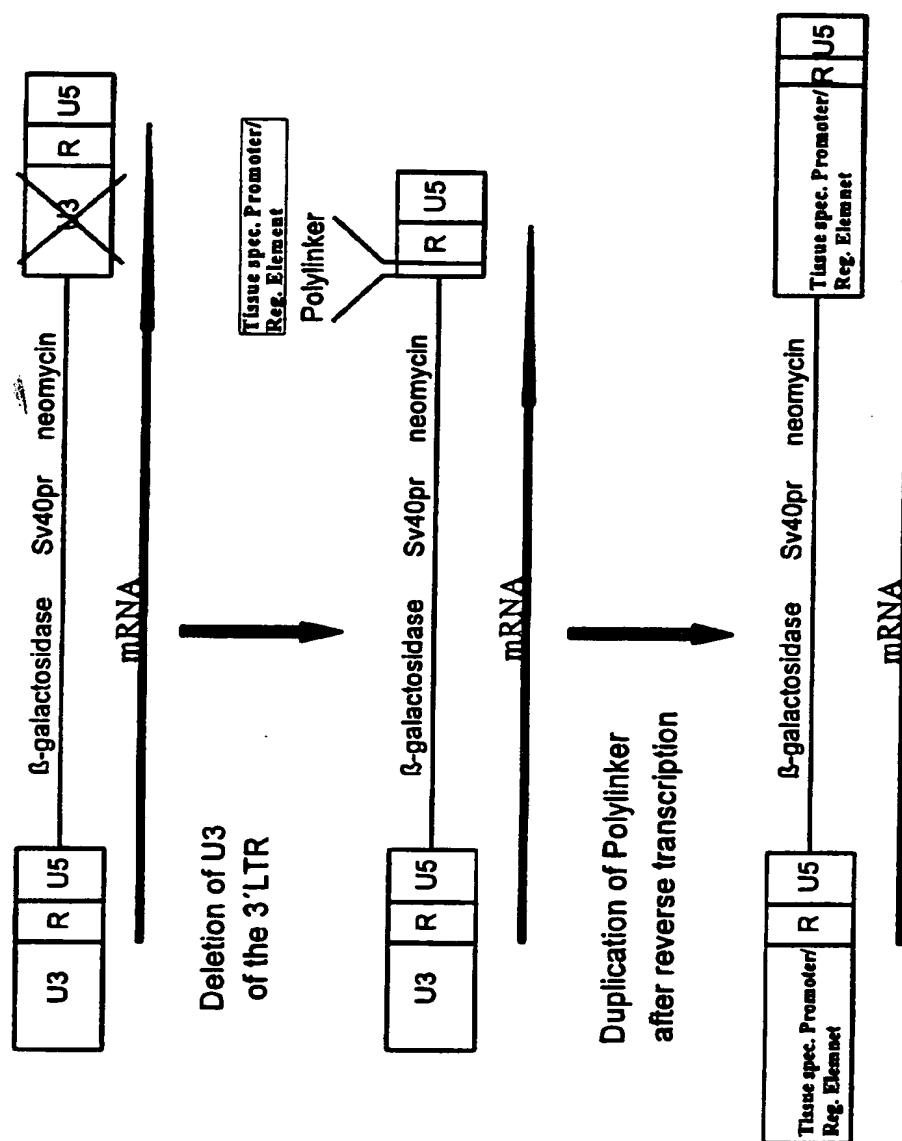 U3 R U5 ß-galactosidase Sv40pr neomycin U3 R U5
mRNA
Deletion of U3
of the 3'LTR
Tissue spec. Promoter/
Reg. Element
Polylinker
U3 R U5 ß-galactosidase Sv40pr neomycin R U5
mRNA
Duplication of Polylinker
after reverse transcription
Tissue spec. Promoter/
Reg. Elemnet
R U5 ß-galactosidase Sv40pr neomycin
Tissue spec. Promoter/
Reg. Elemnet
R U5
mRNA